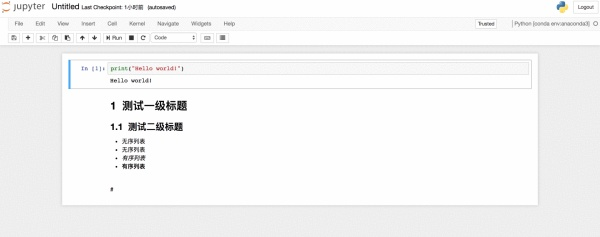 jupyter Untitled Last Checkpoint: 1小时前 (autosaved) Logout
File Edit View Insert Cell Kernel Navigate Widgets Help Trusted Python [conda env:anaconda3]
Run Code
In [1]: print("Hello world!")
Hello world!
1 测试一级标题
1.1 测试二级标题
无序列表
无序列表
有序列表
有序列表
#